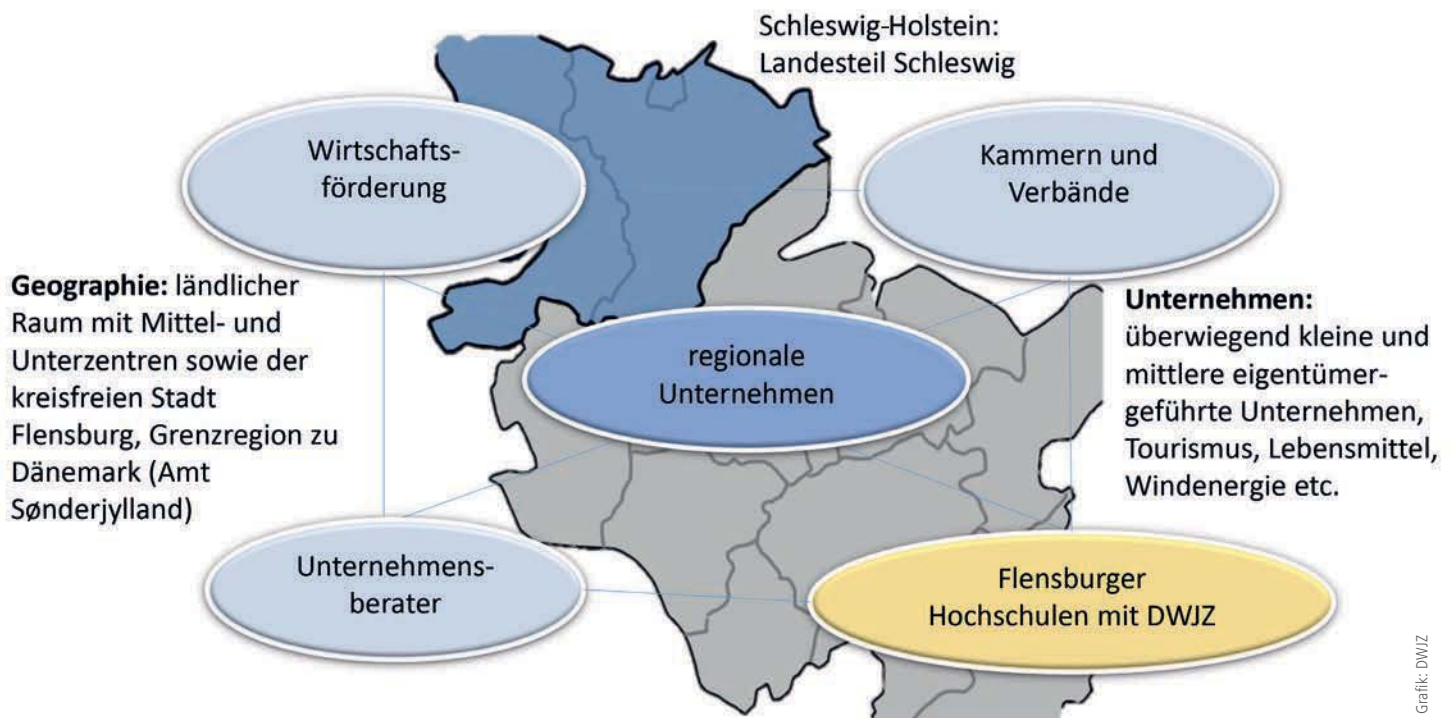 Schleswig-Holstein:
Landesteil Schleswig
Wirtschafts-
förderung
Kammern und
Verbände
Geographie: ländlicher
Raum mit Mittel- und
Unterzentren sowie der
kreisfreien Stadt
Flensburg, Grenzregion zu
Dänemark (Amt
Sønderjylland)
regionale
Unternehmen
Unternehmen:
überwiegend kleine und
mittlere eigentümer-
geführte Unternehmen,
Tourismus, Lebensmittel,
Windenergie etc.
Unternehmens-
berater
Flensburger
Hochschulen mit DWJZ
Grafik: DWJZ